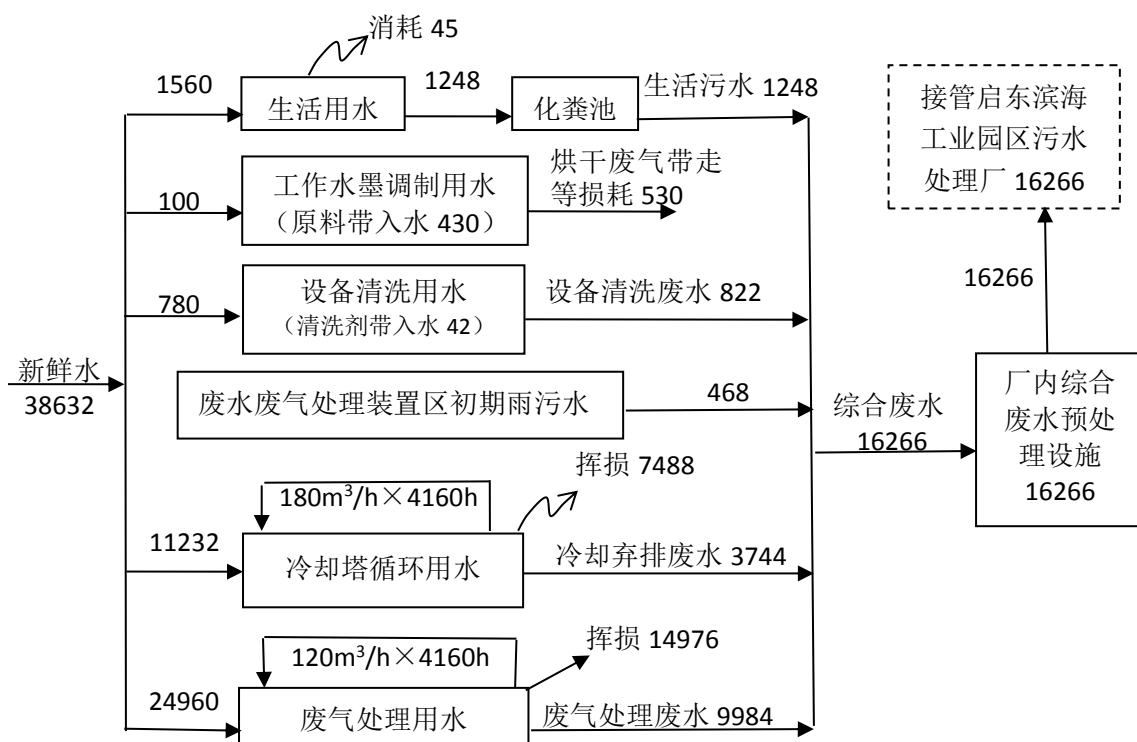 消耗 45
1560
生活用水
1248
化粪池
生活污水 1248
100
工作水墨调制用水
（原料带入水 430）
烘干废气带走
等损耗 530
780
设备清洗用水
（清洗剂带入水 42）
设备清洗废水 822
新鲜水
38632
废水废气处理装置区初期雨污水
468
挥损 7488
180m³/h×4160h
11232
冷却塔循环用水
冷却弃排废水 3744
挥损 14976
120m³/h×4160h
24960
废气处理用水
废气处理废水 9984
综合废水
16266
厂内综合
废水预处
理设施
16266
16266
接管启东滨海
工业园区污水
处理厂 16266